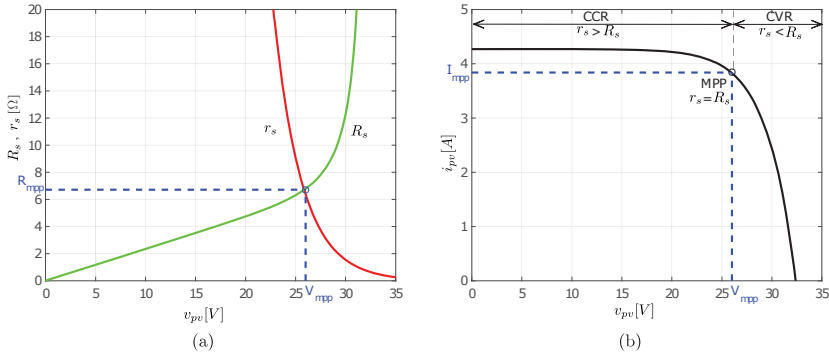 20
18
16
14
12
10
8
6
4
2
0
R_s , r_s [Ω]
R_mpp
r_s
R_s
0 5 10 15 20 25 30 35
V_mpp
v_pv[V]
(a)
CCR CVR
r_s > R_s r_s < R_s
5
4
3
2
1
0
I_mpp
i_pv[A]
MPP
r_s = R_s
0 5 10 15 20 25 30 35
V_mpp
v_pv[V]
(b)